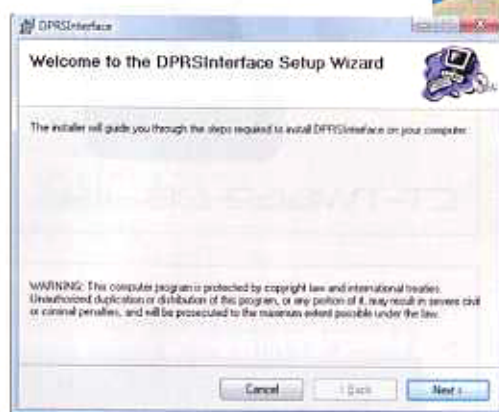 DPRSInterface
Welcome to the DPRSInterface Setup Wizard
The installer will guide you through the steps required to install DPRSInterface on your computer.
WARNING: This computer program is protected by copyright law and international treaties.
Unauthorized duplication or distribution of this program, or any portion of it, may result in severe civil
or criminal penalties, and will be prosecuted to the maximum extent possible under the law.
Cancel
< Back
Next >